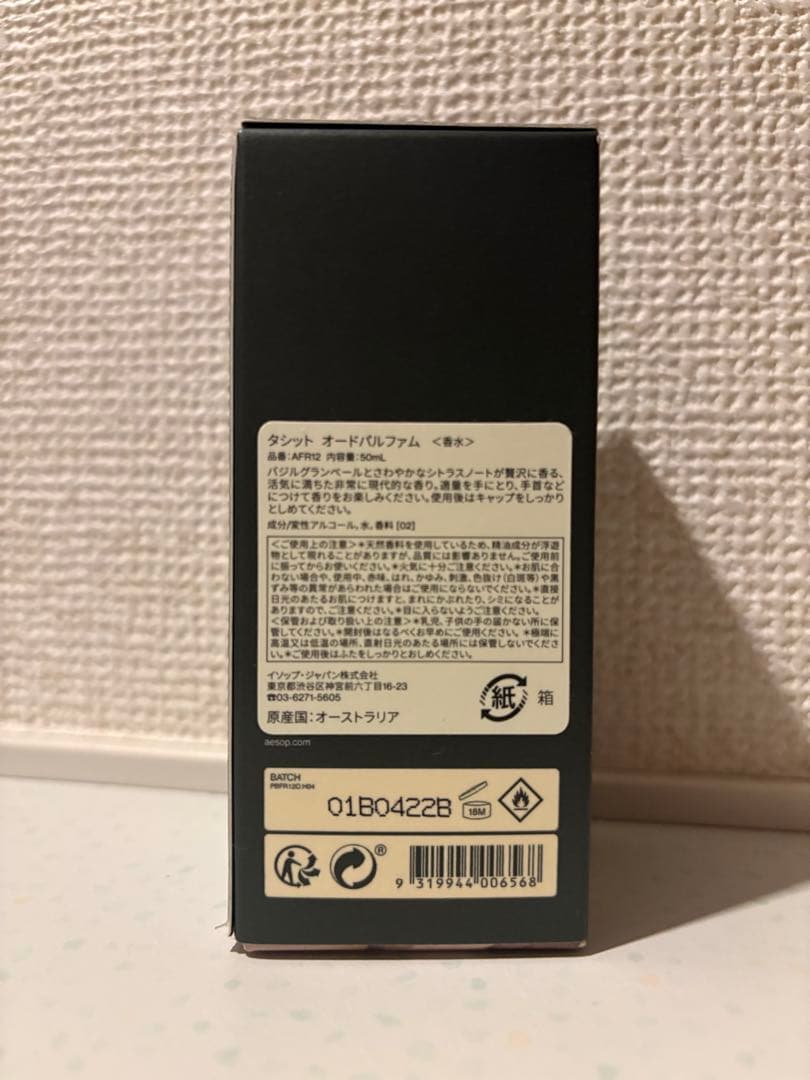 タシット オードパルファム <香水>
品番:AFR12 内容量:50mL
バジルグランベールとさわやかなシトラスノートが贅沢に香る、
活気に満ちた非常に現代的な香り。適量を手にとり、手首など
につけて香りをお楽しみください。使用後はキャップをしっかり
としめてください。
成分/変性アルコール、水、香料 [02]
<ご使用上の注意>*天然香料を使用しているため、精油成分が浮遊
物として現れることがありますが、品質には影響ありません。ご使用前
に振ってからお使いください。*火気に十分ご注意ください。*お肌に合
わない場合や、使用中、赤味、はれ、かゆみ、刺激、色抜け(白斑等)や黒
ずみ等の異常があらわれた場合はご使用にならないでください。*直接
日光のあたるお肌につけますと、まれにかぶれたり、シミになることが
ありますので、ご注意ください。*目に入らないようご注意ください。
<保管および取り扱い上の注意>*乳児、子供の手の届かない所に保
管してください。*開封後はなるべくお早めにご使用ください。*極端に
高温又は低温の場所、直射日光のあたる場所には保管しないでくださ
い。*ご使用後はふたをしっかりとおしめください。
イソップ・ジャパン株式会社
東京都渋谷区神宮前六丁目16-23
☎03-6271-5605
原産国:オーストラリア
紙 箱
aesop.com
BATCH
PBFR12C:H04
01B0422B
18M
®
9 319944 006568